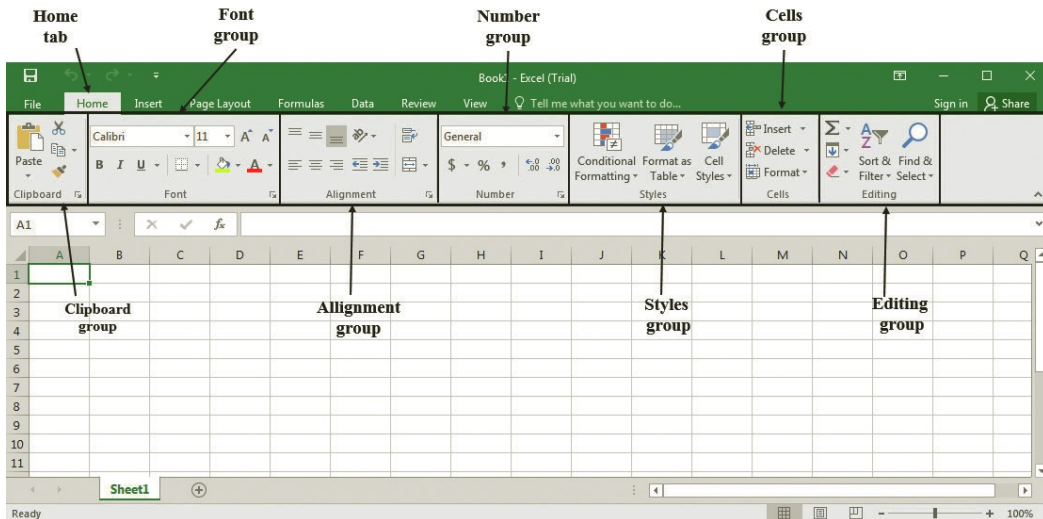 Home tab
Font group
Number group
Cells group
Book1 - Excel (Trial)
File Home Insert Page Layout Formulas Data Review View Tell me what you want to do... Sign in Share
Paste
Calibri 11
B I U A
General
$ % ,
Conditional Formatting
Format as Table
Cell Styles
Insert
Delete
Format
Sort & Filter
Find & Select
Clipboard Font Alignment Number Styles Cells Editing
A1 fx
A B C D E F G H I J K L M N O P Q
1
2
3
4
5
6
7
8
9
10
11
Clipboard group
Allignment group
Styles group
Editing group
Sheet1
Ready 100%